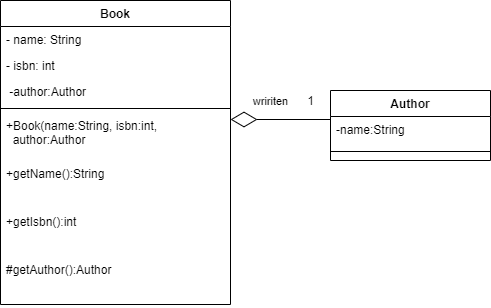 Book
- name: String
- isbn: int
-author:Author
+Book(name:String, isbn:int,
author:Author
+getName():String
+getIsbn():int
#getAuthor():Author
wririten 1
Author
-name:String